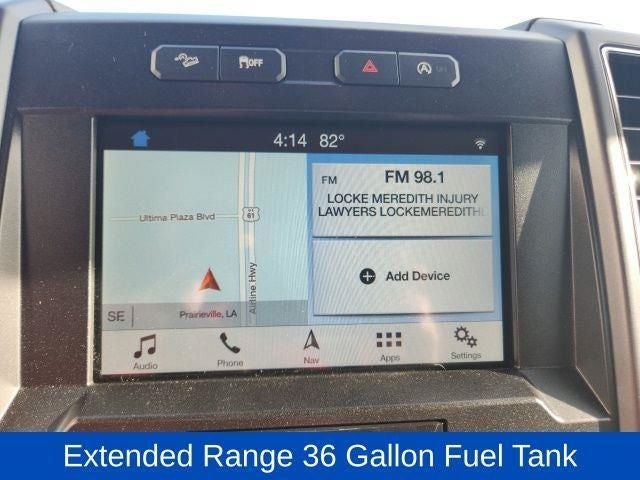 OFF
4:14 82°
FM FM 98.1
LOCKE MEREDITH INJURY
LAWYERS LOCKEMEREDITH
Ultima Plaza Blvd
61
Airline Hwy
Add Device
SE
Prairieville, LA
Audio
Phone
Nav
Apps
Settings
Extended Range 36 Gallon Fuel Tank